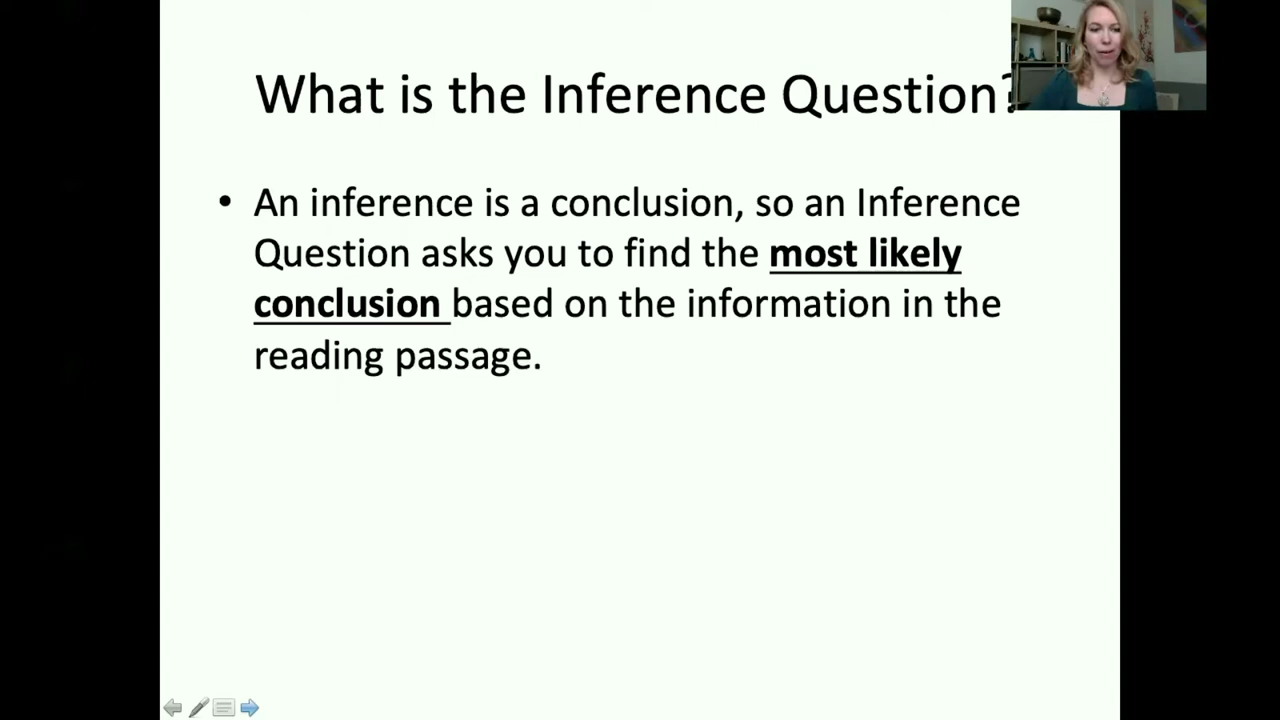 What is the Inference Question?
• An inference is a conclusion, so an Inference
Question asks you to find the most likely
conclusion based on the information in the
reading passage.